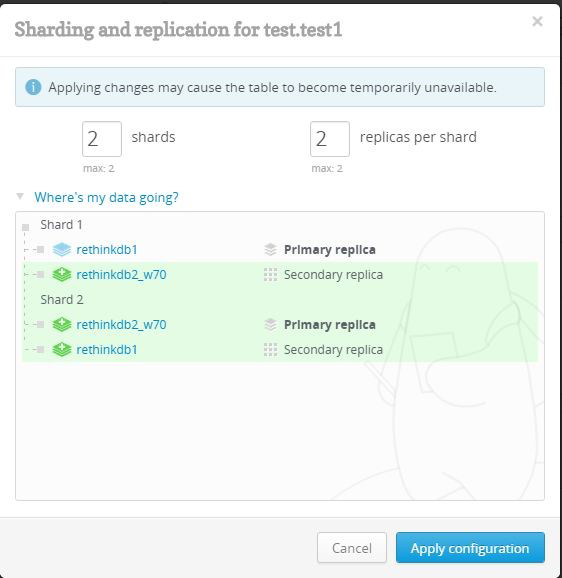 Sharding and replication for test.test1
×
Applying changes may cause the table to become temporarily unavailable.
2 shards 2 replicas per shard
max: 2 max: 2
Where's my data going?
Shard 1
rethinkdb1 Primary replica
rethinkdb2_w70 Secondary replica
Shard 2
rethinkdb2_w70 Primary replica
rethinkdb1 Secondary replica
Cancel Apply configuration